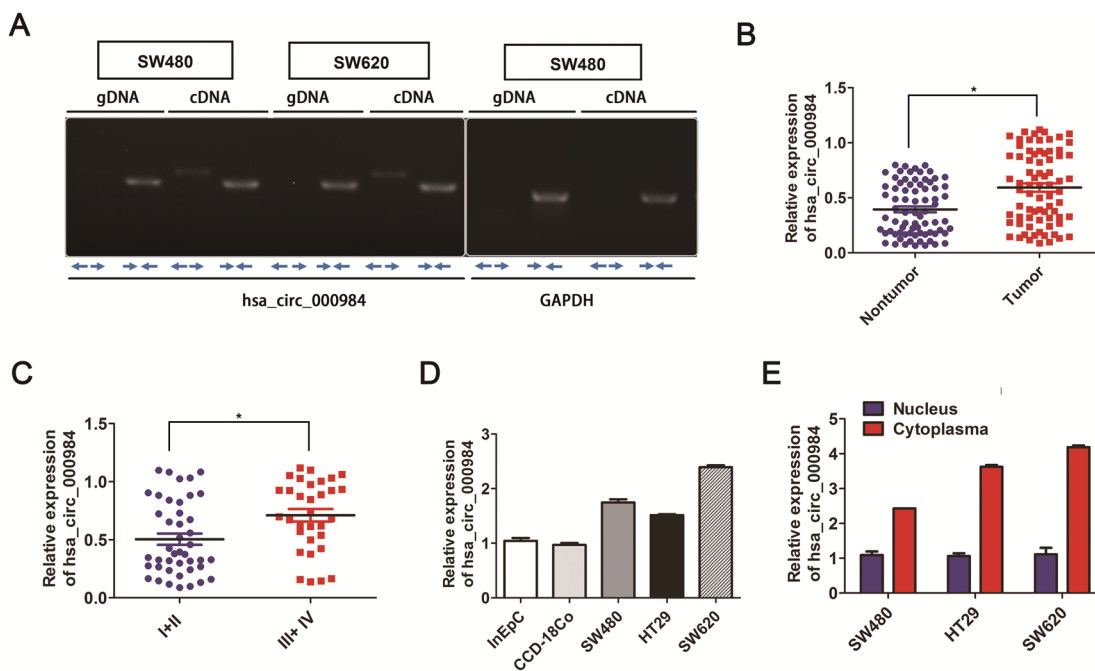 A
SW480
SW620
SW480
gDNA
cDNA
gDNA
cDNA
gDNA
cDNA
hsa_circ_000984
GAPDH
B
Relative expression
of hsa_circ_000984
1.5
1.0
0.5
0.0
*
Nontumor
Tumor
C
Relative expression
of hsa_circ_000984
1.5
1.0
0.5
0.0
*
I+II
III+ IV
D
Relative expression
of hsa_circ_000984
3
2
1
0
InEpC
CCD-18Co
SW480
HT29
SW620
E
Relative expression
of hsa_circ_000984
5
4
3
2
1
0
Nucleus
Cytoplasma
SW480
HT29
SW620